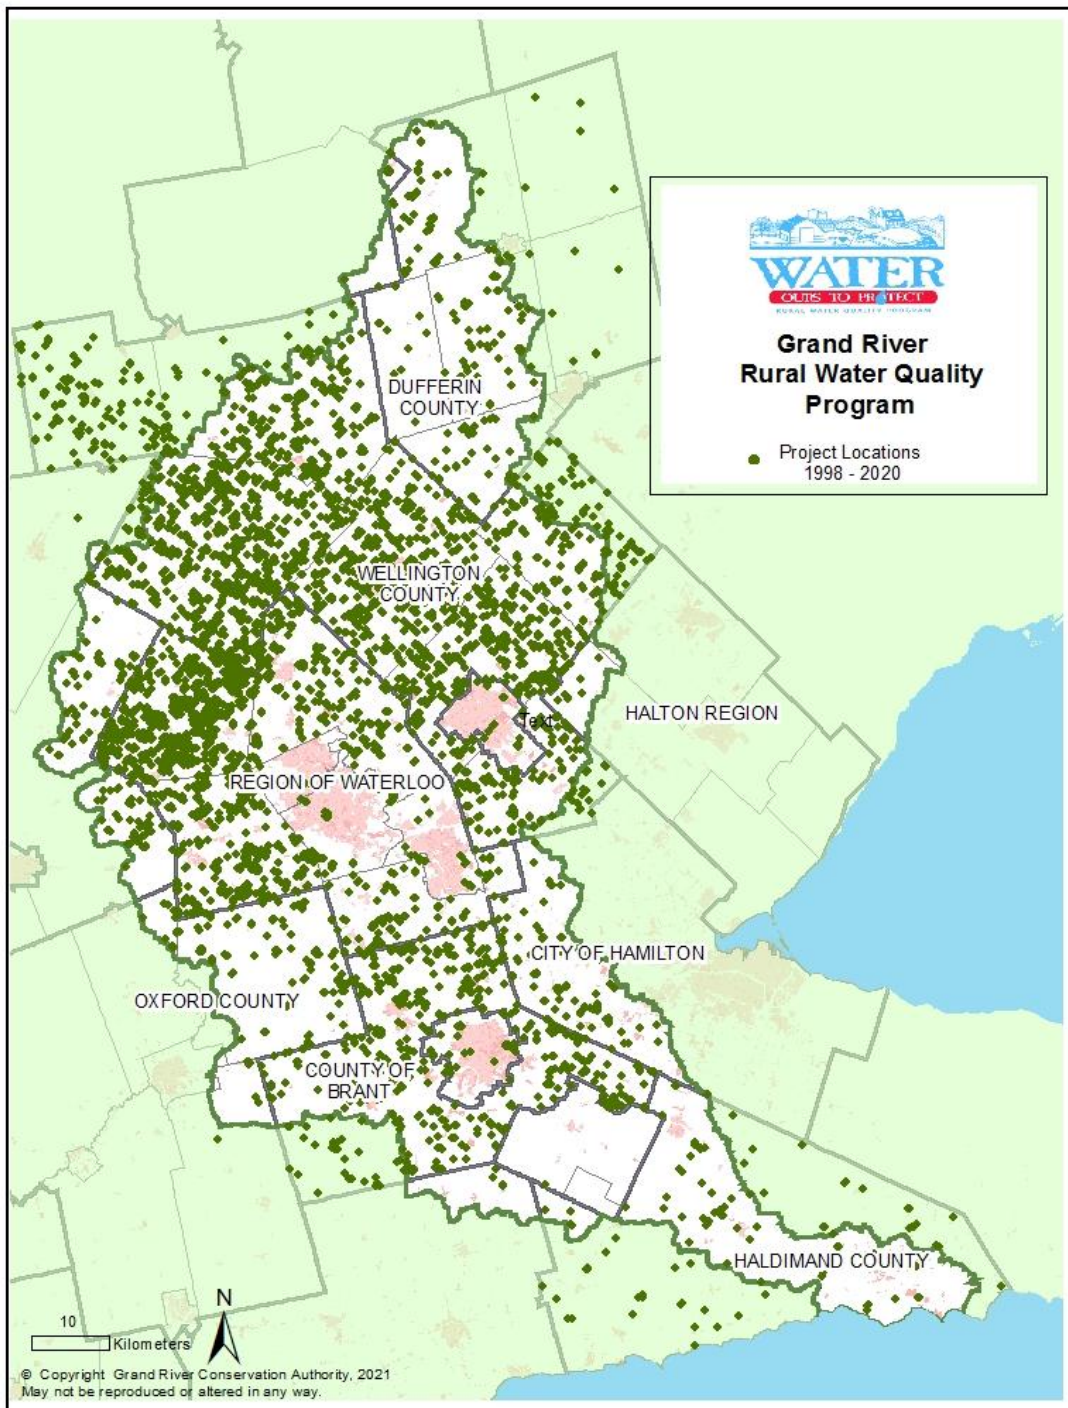 WATER
OURS TO PROTECT
RURAL WATER QUALITY PROGRAM
Grand River
Rural Water Quality
Program
Project Locations
1998 - 2020
DUFFERIN
COUNTY
WELLINGTON
COUNTY
HALTON REGION
Text
REGION OF WATERLOO
CITY OF HAMILTON
OXFORD COUNTY
COUNTY OF
BRANT
HALDIMAND COUNTY
N
10
Kilometers
© Copyright Grand River Conservation Authority, 2021
May not be reproduced or altered in any way.